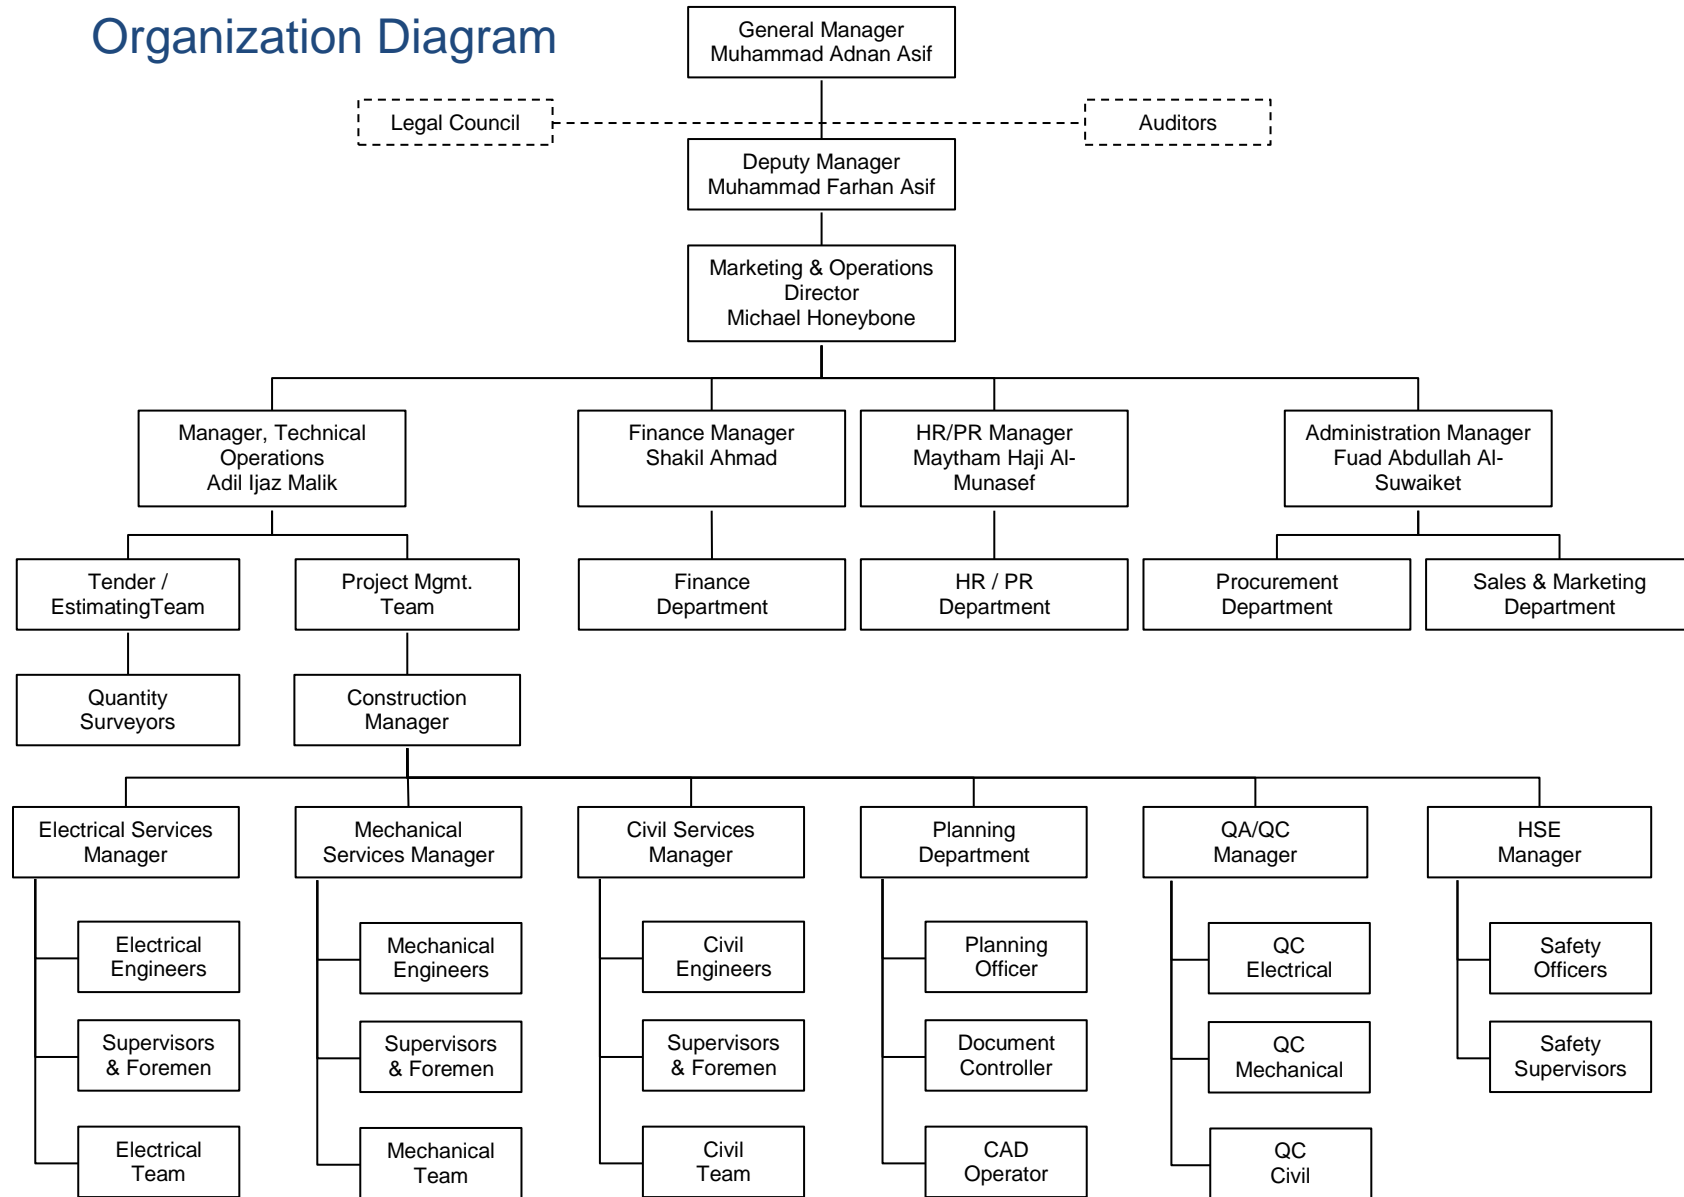 Organization Diagram
General Manager
Muhammad Adnan Asif
Legal Council
Auditors
Deputy Manager
Muhammad Farhan Asif
Marketing & Operations
Director
Michael Honeybone
Manager, Technical
Operations
Adil Ijaz Malik
Finance Manager
Shakil Ahmad
HR/PR Manager
Maytham Haji Al-
Munasef
Administration Manager
Fuad Abdullah Al-
Suwaiket
Tender /
EstimatingTeam
Project Mgmt.
Team
Finance
Department
HR / PR
Department
Procurement
Department
Sales & Marketing
Department
Quantity
Surveyors
Construction
Manager
Electrical Services
Manager
Mechanical
Services Manager
Civil Services
Manager
Planning
Department
QA/QC
Manager
HSE
Manager
Electrical
Engineers
Mechanical
Engineers
Civil
Engineers
Planning
Officer
QC
Electrical
Safety
Officers
Supervisors
& Foremen
Supervisors
& Foremen
Supervisors
& Foremen
Document
Controller
QC
Mechanical
Safety
Supervisors
Electrical
Team
Mechanical
Team
Civil
Team
CAD
Operator
QC
Civil